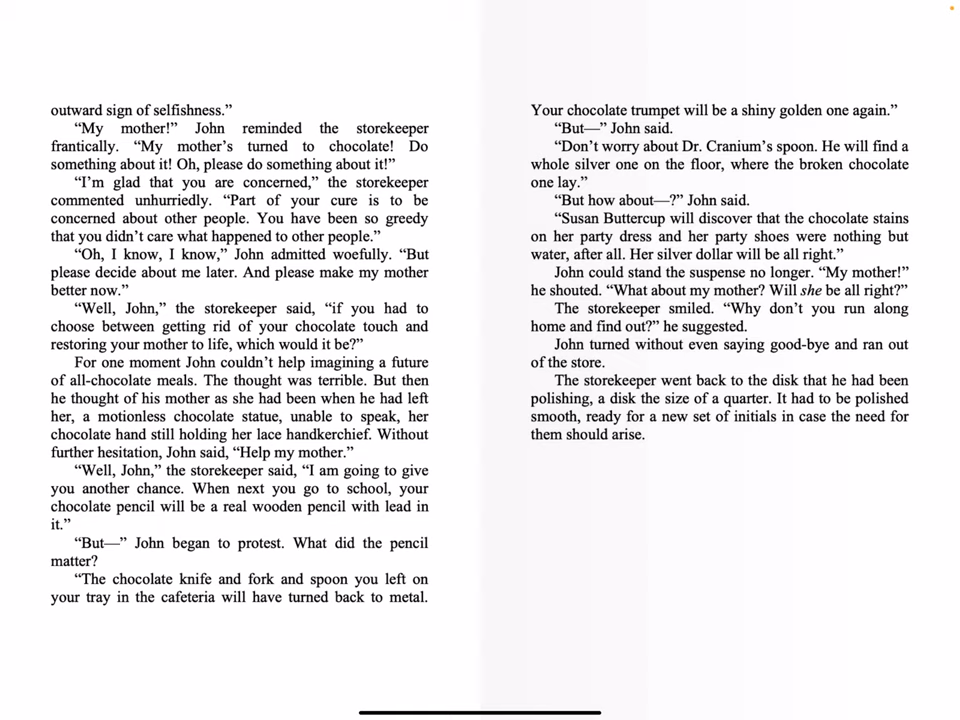 outward sign of selfishness.”
“My mother!” John reminded the storekeeper
frantically. “My mother’s turned to chocolate! Do
something about it! Oh, please do something about it!”
“I’m glad that you are concerned,” the storekeeper
commented unhurriedly. “Part of your cure is to be
concerned about other people. You have been so greedy
that you didn’t care what happened to other people.”
“Oh, I know, I know,” John admitted woefully. “But
please decide about me later. And please make my mother
better now.”
“Well, John,” the storekeeper said, “if you had to
choose between getting rid of your chocolate touch and
restoring your mother to life, which would it be?”
For one moment John couldn’t help imagining a future
of all-chocolate meals. The thought was terrible. But then
he thought of his mother as she had been when he had left
her, a motionless chocolate statue, unable to speak, her
chocolate hand still holding her lace handkerchief. Without
further hesitation, John said, “Help my mother.”
“Well, John,” the storekeeper said, “I am going to give
you another chance. When next you go to school, your
chocolate pencil will be a real wooden pencil with lead in
it.”
“But—” John began to protest. What did the pencil
matter?
“The chocolate knife and fork and spoon you left on
your tray in the cafeteria will have turned back to metal.
Your chocolate trumpet will be a shiny golden one again.”
“But—” John said.
“Don’t worry about Dr. Cranium’s spoon. He will find a
whole silver one on the floor, where the broken chocolate
one lay.”
“But how about—?” John said.
“Susan Buttercup will discover that the chocolate stains
on her party dress and her party shoes were nothing but
water, after all. Her silver dollar will be all right.”
John could stand the suspense no longer. “My mother!”
he shouted. “What about my mother? Will she be all right?”
The storekeeper smiled. “Why don’t you run along
home and find out?” he suggested.
John turned without even saying good-bye and ran out
of the store.
The storekeeper went back to the disk that he had been
polishing, a disk the size of a quarter. It had to be polished
smooth, ready for a new set of initials in case the need for
them should arise.